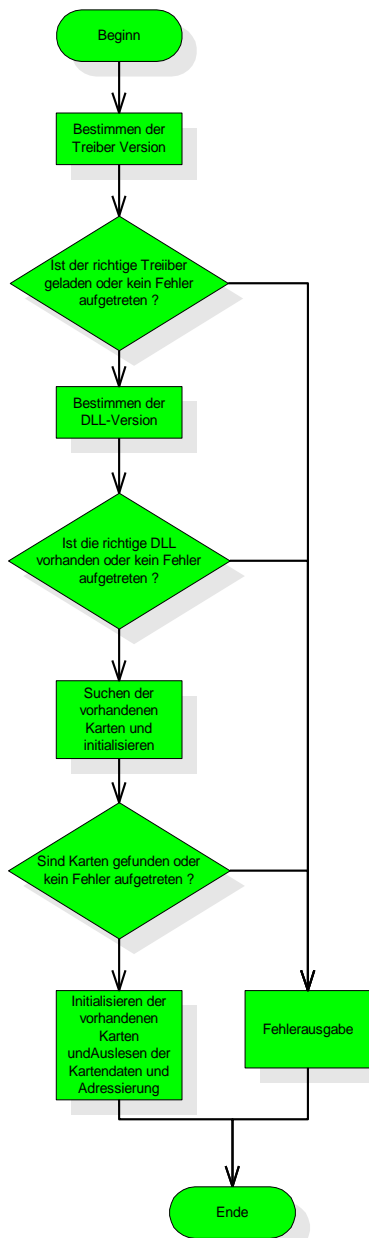 Beginn
Bestimmen der
Treiber Version
Ist der richtige Treiiber
geladen oder kein Fehler
aufgetreten ?
Bestimmen der
DLL-Version
Ist die richtige DLL
vorhanden oder kein Fehler
aufgetreten ?
Suchen der
vorhandenen
Karten und
initialisieren
Sind Karten gefunden oder
kein Fehler aufgetreten ?
Initialisieren der
vorhandenen
Karten
undAuslesen der
Kartendaten und
Adressierung
Fehlerausgabe
Ende